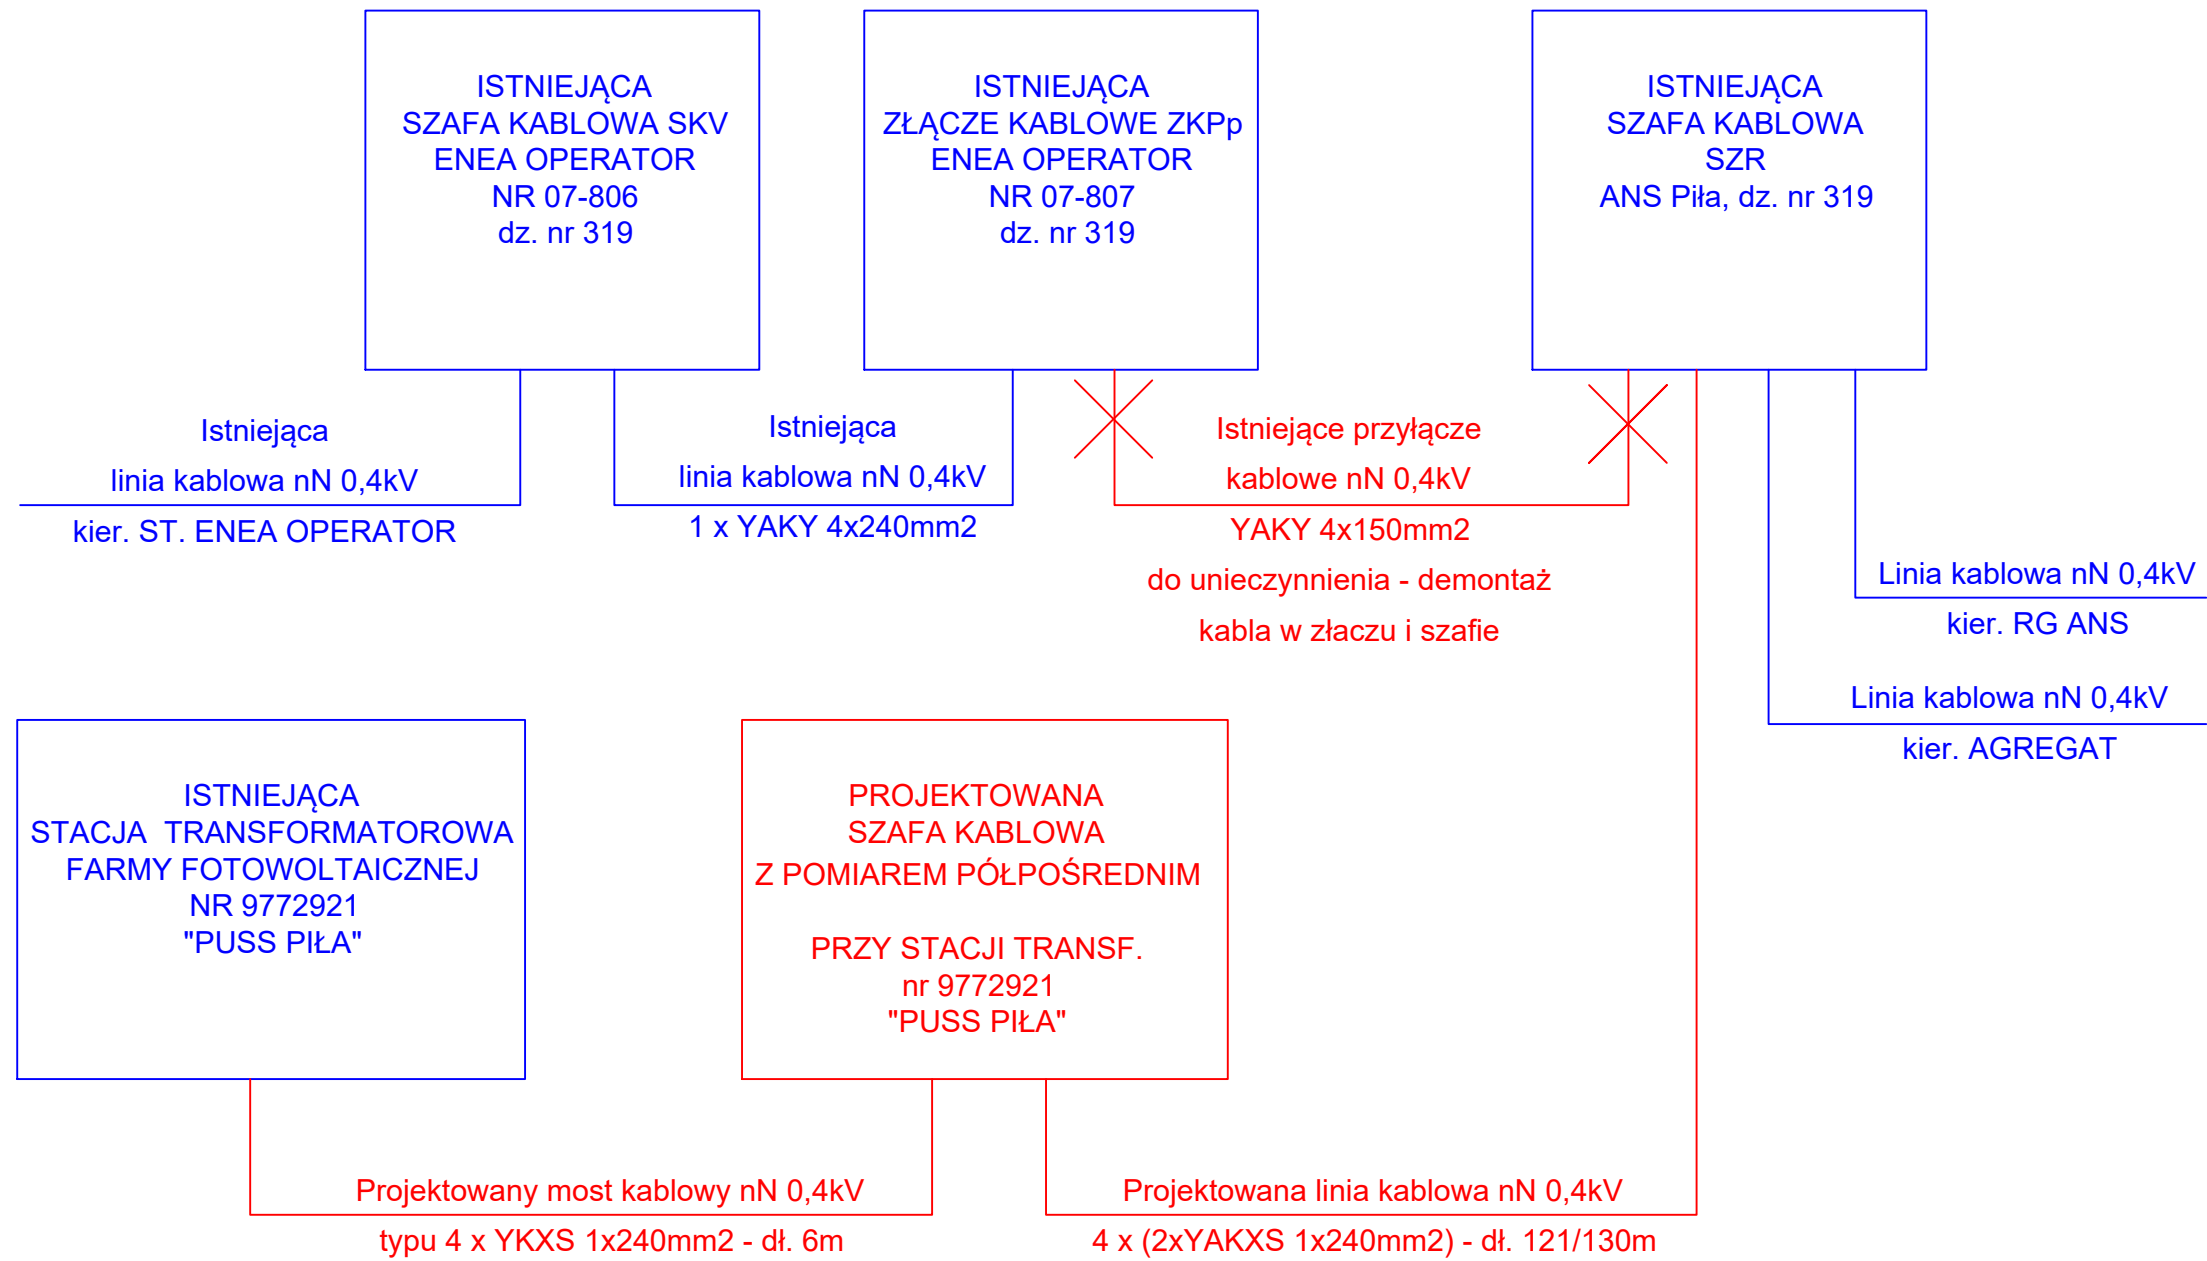 ISTNIEJĄCA
SZAFA KABLOWA SKV
ENEA OPERATOR
NR 07-806
dz. nr 319
ISTNIEJĄCA
ZŁĄCZE KABLOWE ZKPp
ENEA OPERATOR
NR 07-807
dz. nr 319
ISTNIEJĄCA
SZAFA KABLOWA
SZR
ANS Piła, dz. nr 319
Istniejąca
linia kablowa nN 0,4kV
kier. ST. ENEA OPERATOR
Istniejąca
linia kablowa nN 0,4kV
1 x YAKY 4x240mm2
Istniejące przyłącze
kablowe nN 0,4kV
YAKY 4x150mm2
do unieczynnienia - demontaż
kabla w złaczu i szafie
Linia kablowa nN 0,4kV
kier. RG ANS
Linia kablowa nN 0,4kV
kier. AGREGAT
ISTNIEJĄCA
STACJA TRANSFORMATOROWA
FARMY FOTOWOLTAICZNEJ
NR 9772921
"PUSS PIŁA"
PROJEKTOWANA
SZAFA KABLOWA
Z POMIAREM PÓŁPOŚREDNIM
PRZY STACJI TRANSF.
nr 9772921
"PUSS PIŁA"
Projektowany most kablowy nN 0,4kV
typu 4 x YKXS 1x240mm2 - dł. 6m
Projektowana linia kablowa nN 0,4kV
4 x (2xYAKXS 1x240mm2) - dł. 121/130m